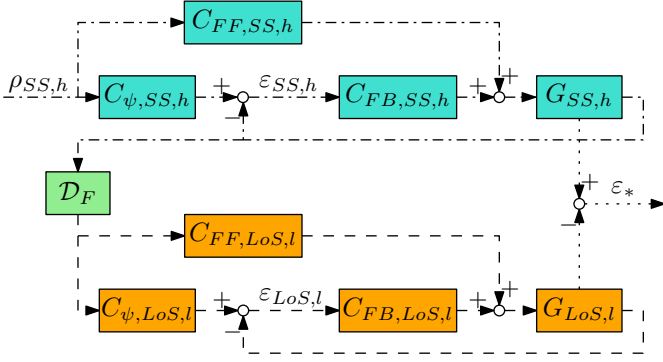 C_{FF,SS,h}
ρ_{SS,h}
C_{ψ,SS,h}
+
−
ε_{SS,h}
C_{FB,SS,h}
+
+
G_{SS,h}
𝒟_F
+
−
ε_*
C_{FF,LoS,l}
C_{ψ,LoS,l}
+
−
ε_{LoS,l}
C_{FB,LoS,l}
+
+
G_{LoS,l}